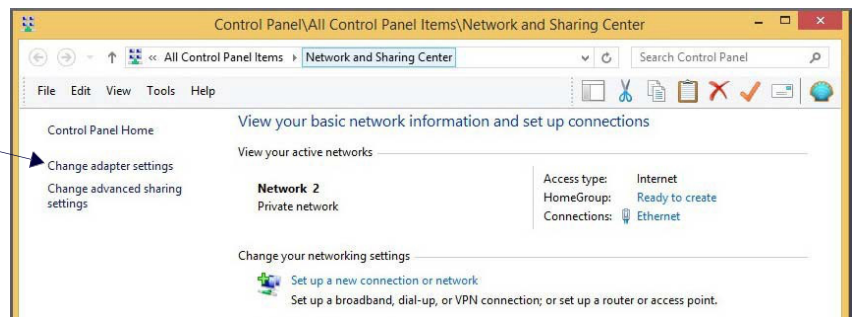 Control Panel\All Control Panel Items\Network and Sharing Center
« All Control Panel Items ▸ Network and Sharing Center
Search Control Panel
File Edit View Tools Help
Control Panel Home
Change adapter settings
Change advanced sharing
settings
View your basic network information and set up connections
View your active networks
Network 2
Private network
Access type: Internet
HomeGroup: Ready to create
Connections: Ethernet
Change your networking settings
Set up a new connection or network
Set up a broadband, dial-up, or VPN connection; or set up a router or access point.